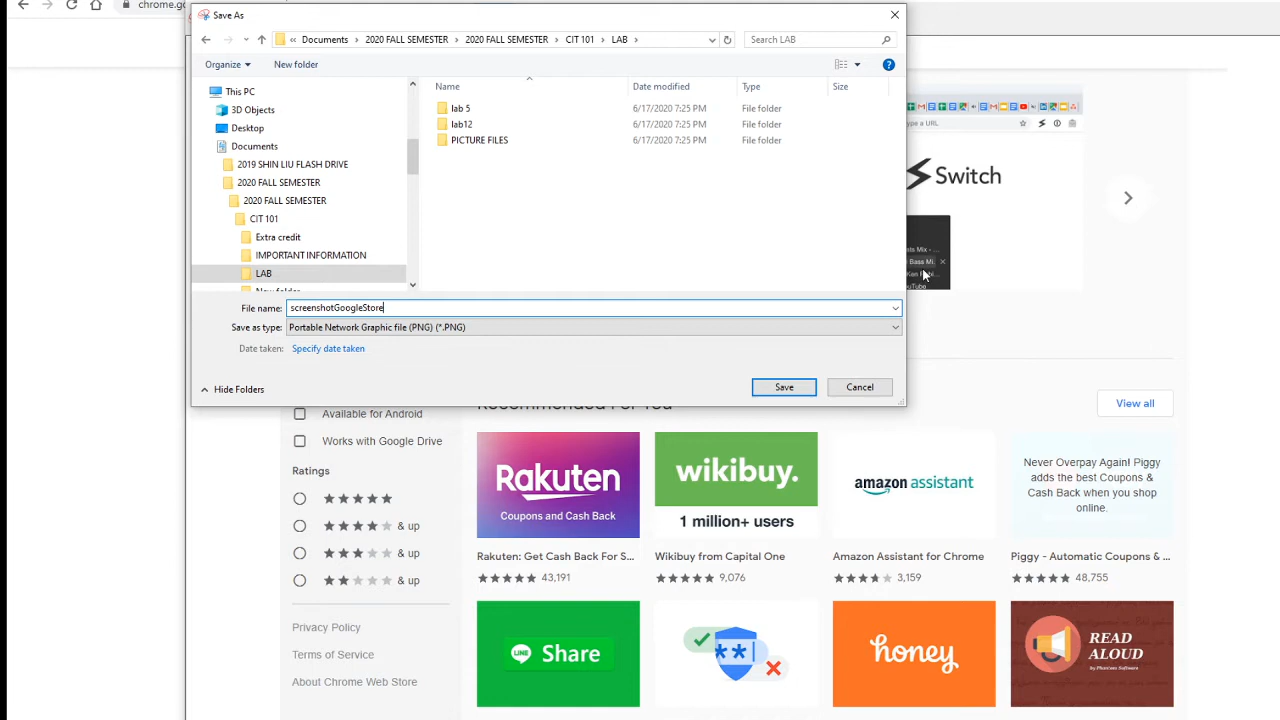 chrome.go
Save As
« Documents > 2020 FALL SEMESTER > 2020 FALL SEMESTER > CIT 101 > LAB >
Search LAB
Organize
New folder
This PC
3D Objects
Desktop
Documents
2019 SHIN LIU FLASH DRIVE
2020 FALL SEMESTER
2020 FALL SEMESTER
CIT 101
Extra credit
IMPORTANT INFORMATION
LAB
New folder
Name Date modified Type Size
lab 5 6/17/2020 7:25 PM File folder
lab12 6/17/2020 7:25 PM File folder
PICTURE FILES 6/17/2020 7:25 PM File folder
File name: screenshotGoogleStore
Save as type: Portable Network Graphic file (PNG) (*.PNG)
Date taken: Specify date taken
Hide Folders
Save
Cancel
ype a URL
Switch
Recommended For You
View all
Available for Android
Works with Google Drive
Ratings
& up
& up
& up
Privacy Policy
Terms of Service
About Chrome Web Store
Rakuten
Coupons and Cash Back
Rakuten: Get Cash Back For S...
43,191
wikibuy.
1 million+ users
Wikibuy from Capital One
9,076
amazon assistant
Amazon Assistant for Chrome
3,159
Never Overpay Again! Piggy
adds the best Coupons &
Cash Back when you shop
online.
Piggy - Automatic Coupons & ...
48,755
LINE Share
**|
honey
READ
ALOUD